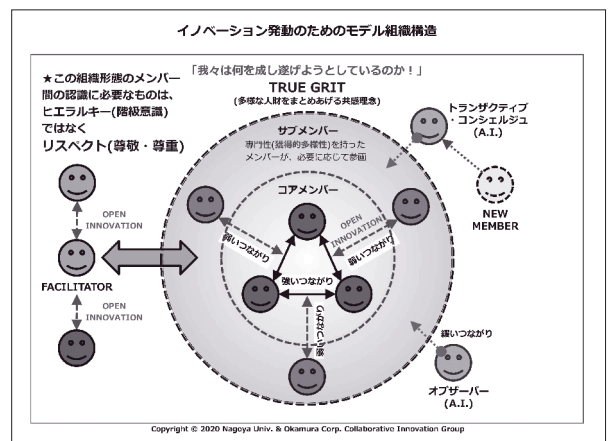 イノベーション発動のためのモデル組織構造
「我々は何を成し遂げようとしているのか！」
TRUE GRIT
(多様な人財をまとめあげる共感理念)
★この組織形態のメンバー
間の認識に必要なものは、
ヒエラルキー(階級意識)
ではなく
リスペクト(尊敬・尊重)
サブメンバー
専門性(獲得的多様性)を持った
メンバーが、必要に応じて参画
トランザクティブ
・コンシェルジュ
(A.I.)
NEW
MEMBER
コアメンバー
OPEN
INNOVATION
OPEN
INNOVATION
弱いつながり
弱いつながり
強いつながり
FACILITATOR
OPEN
INNOVATION
弱いつながり
緩いつながり
オブザーバー
(A.I.)
Copyright © 2020 Nagoya Univ. & Okamura Corp. Collaborative Innovation Group